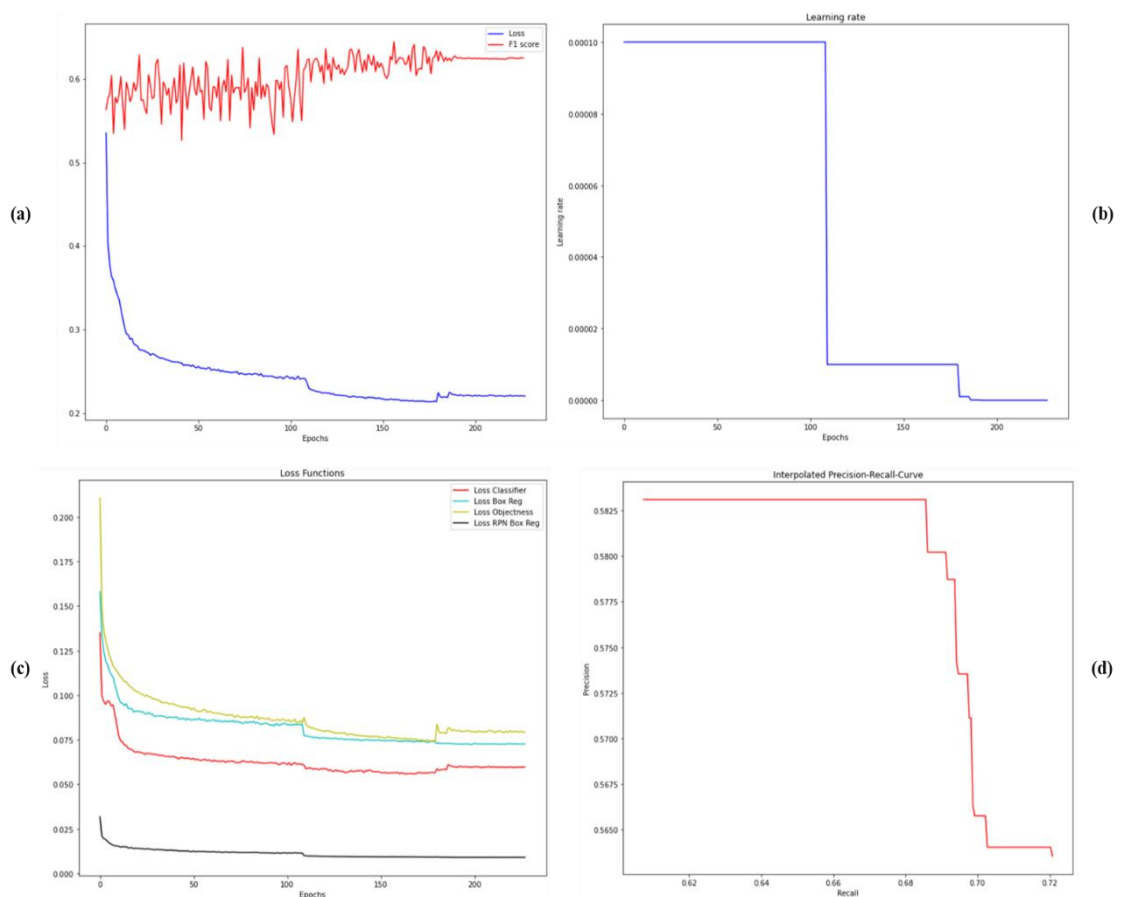 (a)
Loss
F1 score
0.6
0.5
0.4
0.3
0.2
0
50
100
150
200
Epochs
Learning rate
(b)
0.00010
0.00008
0.00006
0.00004
0.00002
0.00000
Learning rate
0
50
100
150
200
Epochs
Loss Functions
(c)
Loss Classifier
Loss Box Reg
Loss Objectness
Loss RPN Box Reg
0.200
0.175
0.150
0.125
0.100
0.075
0.050
0.025
0.000
Loss
0
50
100
150
200
Epochs
Interpolated Precision-Recall-Curve
(d)
0.5825
0.5800
0.5775
0.5750
0.5725
0.5700
0.5675
0.5650
Precision
0.62
0.64
0.66
0.68
0.70
0.72
Recall